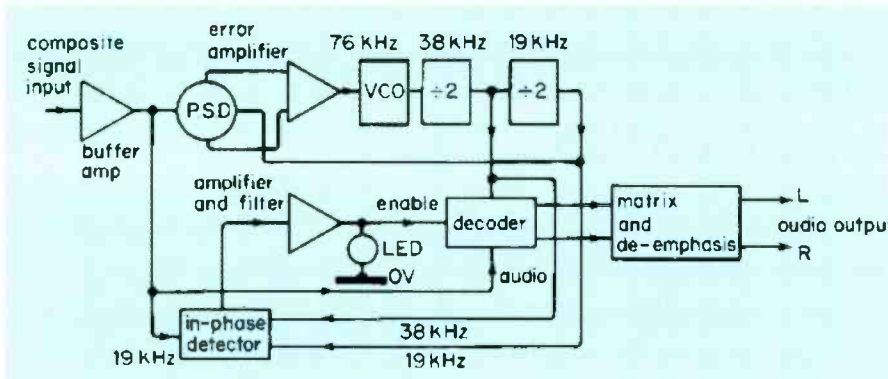 composite
signal
input
buffer
amp
error
amplifier
P.S.D
76 KHz
VCO
38 KHz
÷2
19 KHz
÷2
amplifier
and filter
enable
LED
0V
decoder
audio
matrix
and
de-emphasis
L
audio output
R
in-phase
detector
19 KHz
38 KHz
19 KHz